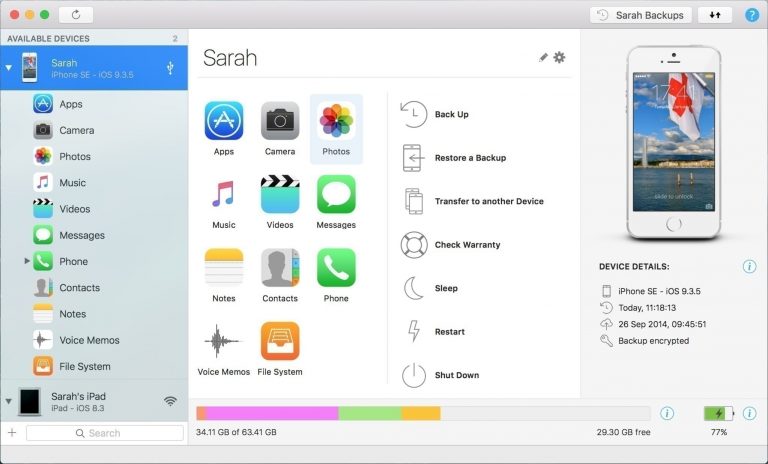 Sarah Backups
AVAILABLE DEVICES 2
Sarah
iPhone SE - iOS 9.3.5
Apps
Camera
Photos
Music
Videos
Messages
Phone
Contacts
Notes
Voice Memos
File System
Sarah's iPad
iPad - iOS 8.3
Search
Sarah
Apps
Camera
Photos
Music
Videos
Messages
Notes
Contacts
Phone
Voice Memos
File System
Back Up
Restore a Backup
Transfer to another Device
Check Warranty
Sleep
Restart
Shut Down
17:41
slide to unlock
DEVICE DETAILS:
iPhone SE - iOS 9.3.5
Today, 11:18:13
26 Sep 2014, 09:45:51
Backup encrypted
34.11 GB of 63.41 GB
29.30 GB free
77%